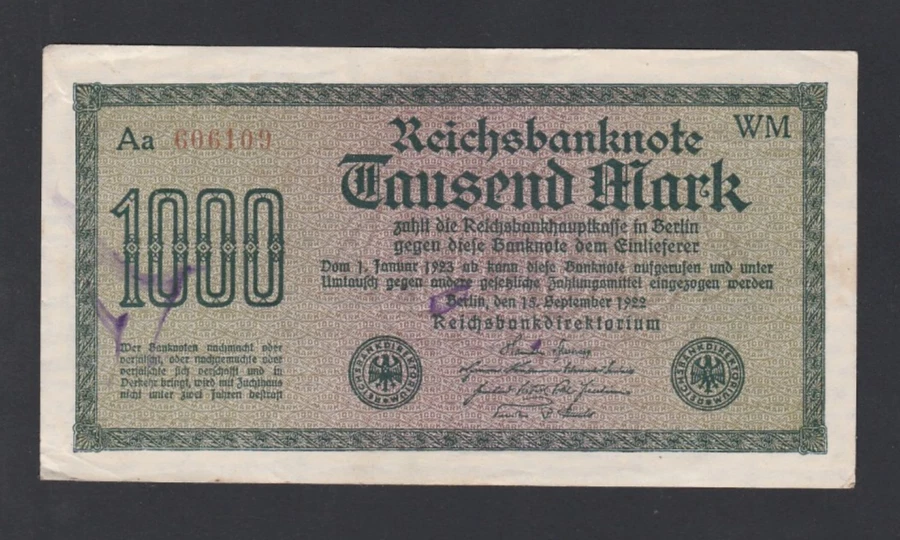 Aa 606109
WM
Reichsbanknote
Tausend Mark
1000
zahlt die Reichsbankhauptkasse in Berlin
gegen diese Banknote dem Einlieferer
Vom 1. Januar 1923 ab kann diese Banknote aufgerufen und unter
Umtausch gegen andere gesetzliche Zahlungsmittel eingezogen werden
Berlin, den 15. September 1922
Reichsbankdirektorium
Wer Banknoten nachmacht oder
verfälscht, oder nachgemachte oder
verfälschte sich verschafft und in
Verkehr bringt, wird mit Zuchthaus
nicht unter zwei Jahren bestraft
REICHSBANKDIREKTORIUM
REICHSBANKDIREKTORIUM